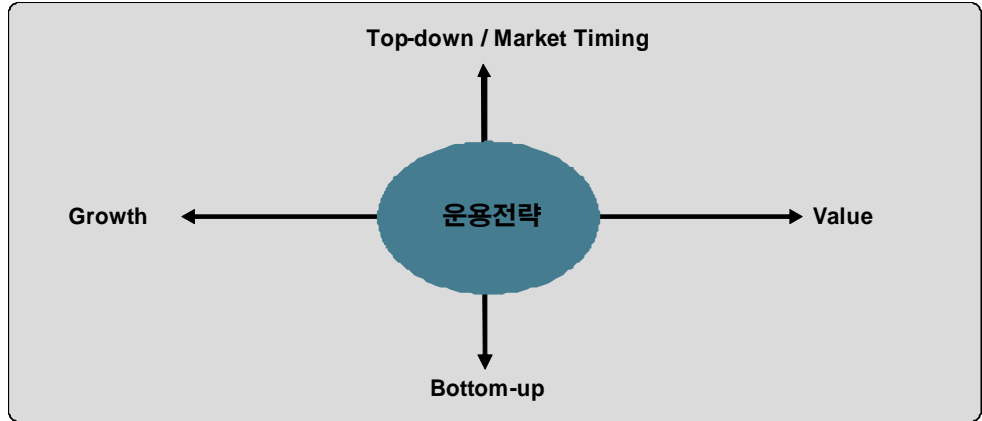 Top-down / Market Timing
Growth
운용전략
Value
Bottom-up